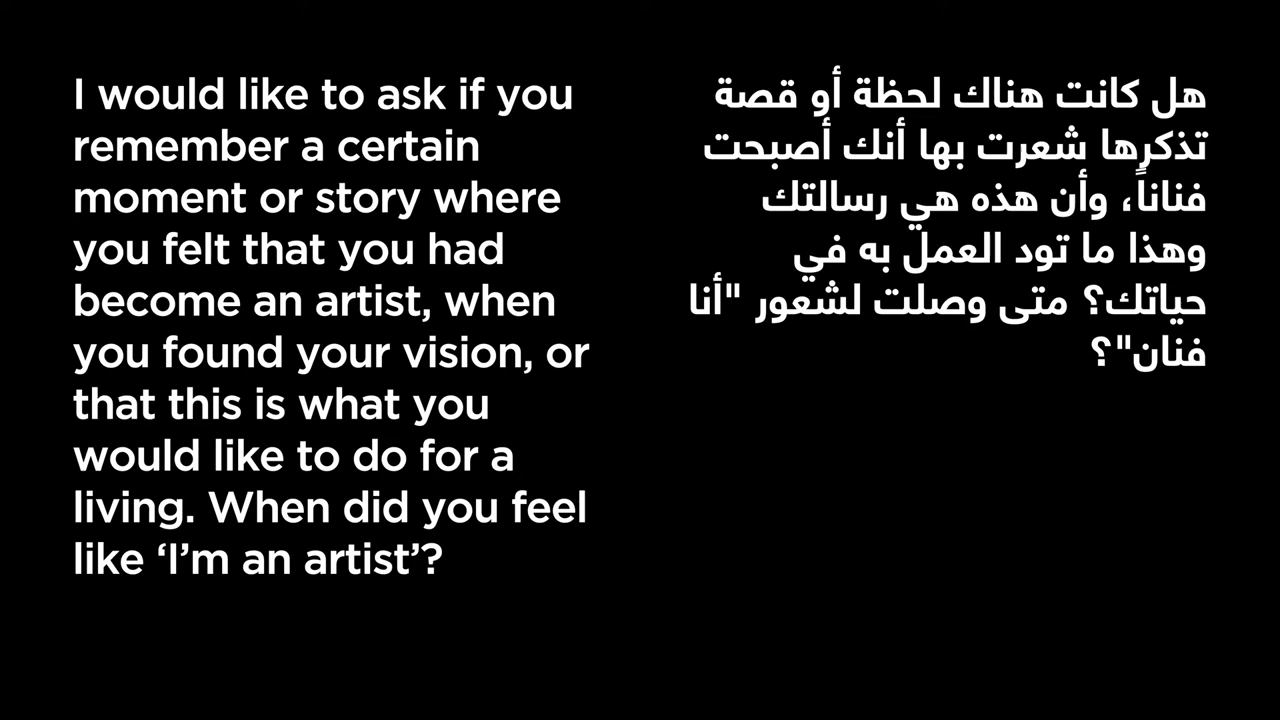 I would like to ask if you
remember a certain
moment or story where
you felt that you had
become an artist, when
you found your vision, or
that this is what you
would like to do for a
living. When did you feel
like ‘I’m an artist’?
هل كانت هناك لحظة أو قصة
تذكرها شعرت بها أنك أصبحت
فناناً، وأن هذه هي رسالتك
وهذا ما تود العمل به في
حياتك؟ متى وصلت لشعور "أنا
فنان"؟